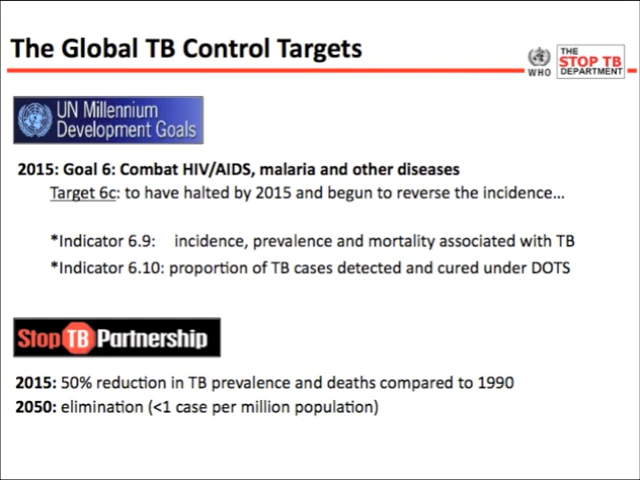 The Global TB Control Targets
WHO
THE
STOP TB
DEPARTMENT
UN Millennium
Development Goals
2015: Goal 6: Combat HIV/AIDS, malaria and other diseases
Target 6c: to have halted by 2015 and begun to reverse the incidence...
*Indicator 6.9: incidence, prevalence and mortality associated with TB
*Indicator 6.10: proportion of TB cases detected and cured under DOTS
Stop TB Partnership
2015: 50% reduction in TB prevalence and deaths compared to 1990
2050: elimination (<1 case per million population)